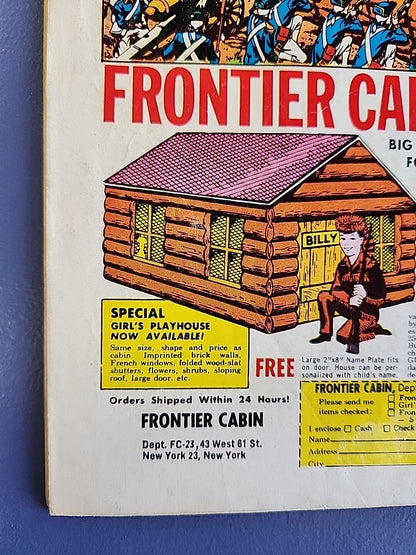 FRONTIER CA
BIG
FO
BILLY
SPECIAL
GIRL'S PLAYHOUSE
NOW AVAILABLE!
Same size, shape and price as
cabin. Imprinted brick walls,
French windows, folded wood-slat
shutters, flowers, shrubs, sloping
roof, large door, etc.
FREE
Large 2"x8" Name Plate fits
on door. House can be per-
sonalized with child's name.
Orders Shipped Within 24 Hours!
FRONTIER CABIN
Dept. FC-23, 43 West 61 St.
New York 23, New York
FRONTIER CABIN, Dep
Please send me
items checked:
Fron
Girl
I enclose Cash Check
Name
Address
City